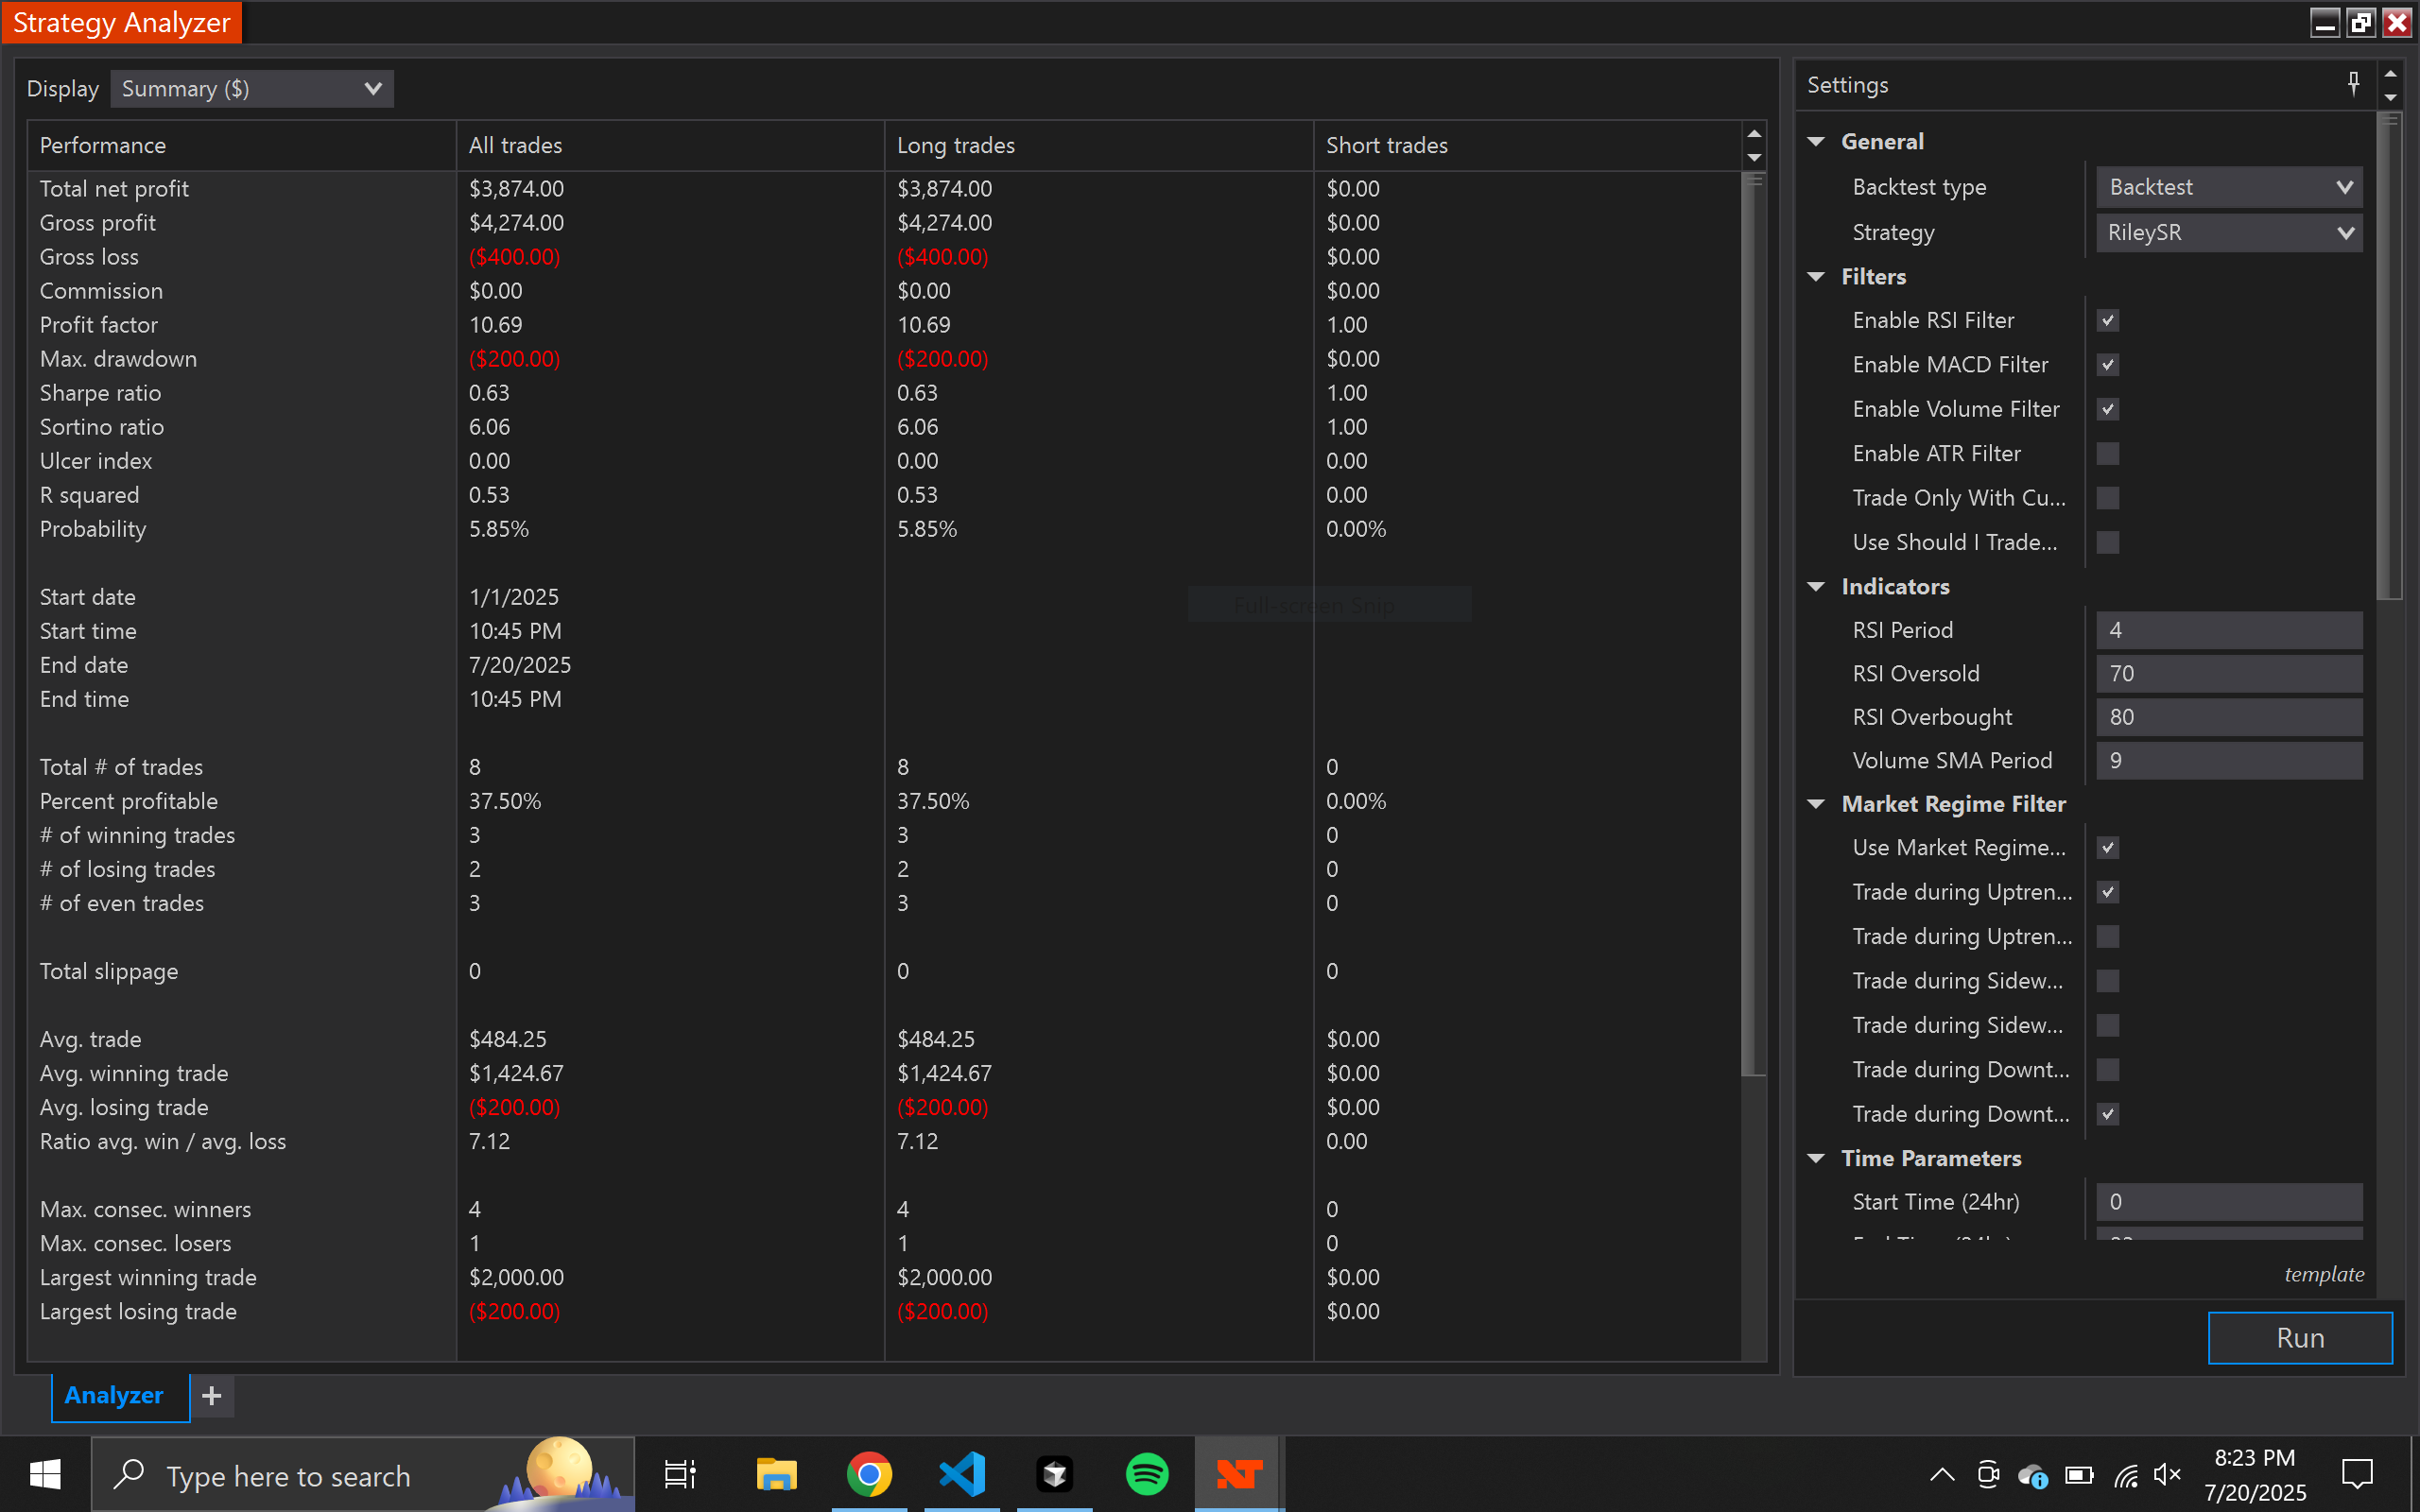 Strategy Analyzer
Display Summary ($)
Performance All trades Long trades Short trades
Total net profit $3,874.00 $3,874.00 $0.00
Gross profit $4,274.00 $4,274.00 $0.00
Gross loss ($400.00) ($400.00) $0.00
Commission $0.00 $0.00 $0.00
Profit factor 10.69 10.69 1.00
Max. drawdown ($200.00) ($200.00) $0.00
Sharpe ratio 0.63 0.63 1.00
Sortino ratio 6.06 6.06 1.00
Ulcer index 0.00 0.00 0.00
R squared 0.53 0.53 0.00
Probability 5.85% 5.85% 0.00%
Start date 1/1/2025
Full-screen Snip
Start time 10:45 PM
End date 7/20/2025
End time 10:45 PM
Total # of trades 8 8 0
Percent profitable 37.50% 37.50% 0.00%
# of winning trades 3 3 0
# of losing trades 2 2 0
# of even trades 3 3 0
Total slippage 0 0 0
Avg. trade $484.25 $484.25 $0.00
Avg. winning trade $1,424.67 $1,424.67 $0.00
Avg. losing trade ($200.00) ($200.00) $0.00
Ratio avg. win / avg. loss 7.12 7.12 0.00
Max. consec. winners 4 4 0
Max. consec. losers 1 1 0
Largest winning trade $2,000.00 $2,000.00 $0.00
Largest losing trade ($200.00) ($200.00) $0.00
Analyzer +
Settings
General
Backtest type Backtest
Strategy RileySR
Filters
Enable RSI Filter
Enable MACD Filter
Enable Volume Filter
Enable ATR Filter
Trade Only With Cu...
Use Should I Trade...
Indicators
RSI Period 4
RSI Oversold 70
RSI Overbought 80
Volume SMA Period 9
Market Regime Filter
Use Market Regime...
Trade during Uptren...
Trade during Uptren...
Trade during Sidew...
Trade during Sidew...
Trade during Downt...
Trade during Downt...
Time Parameters
Start Time (24hr) 0
template
Run
Type here to search
8:23 PM
7/20/2025